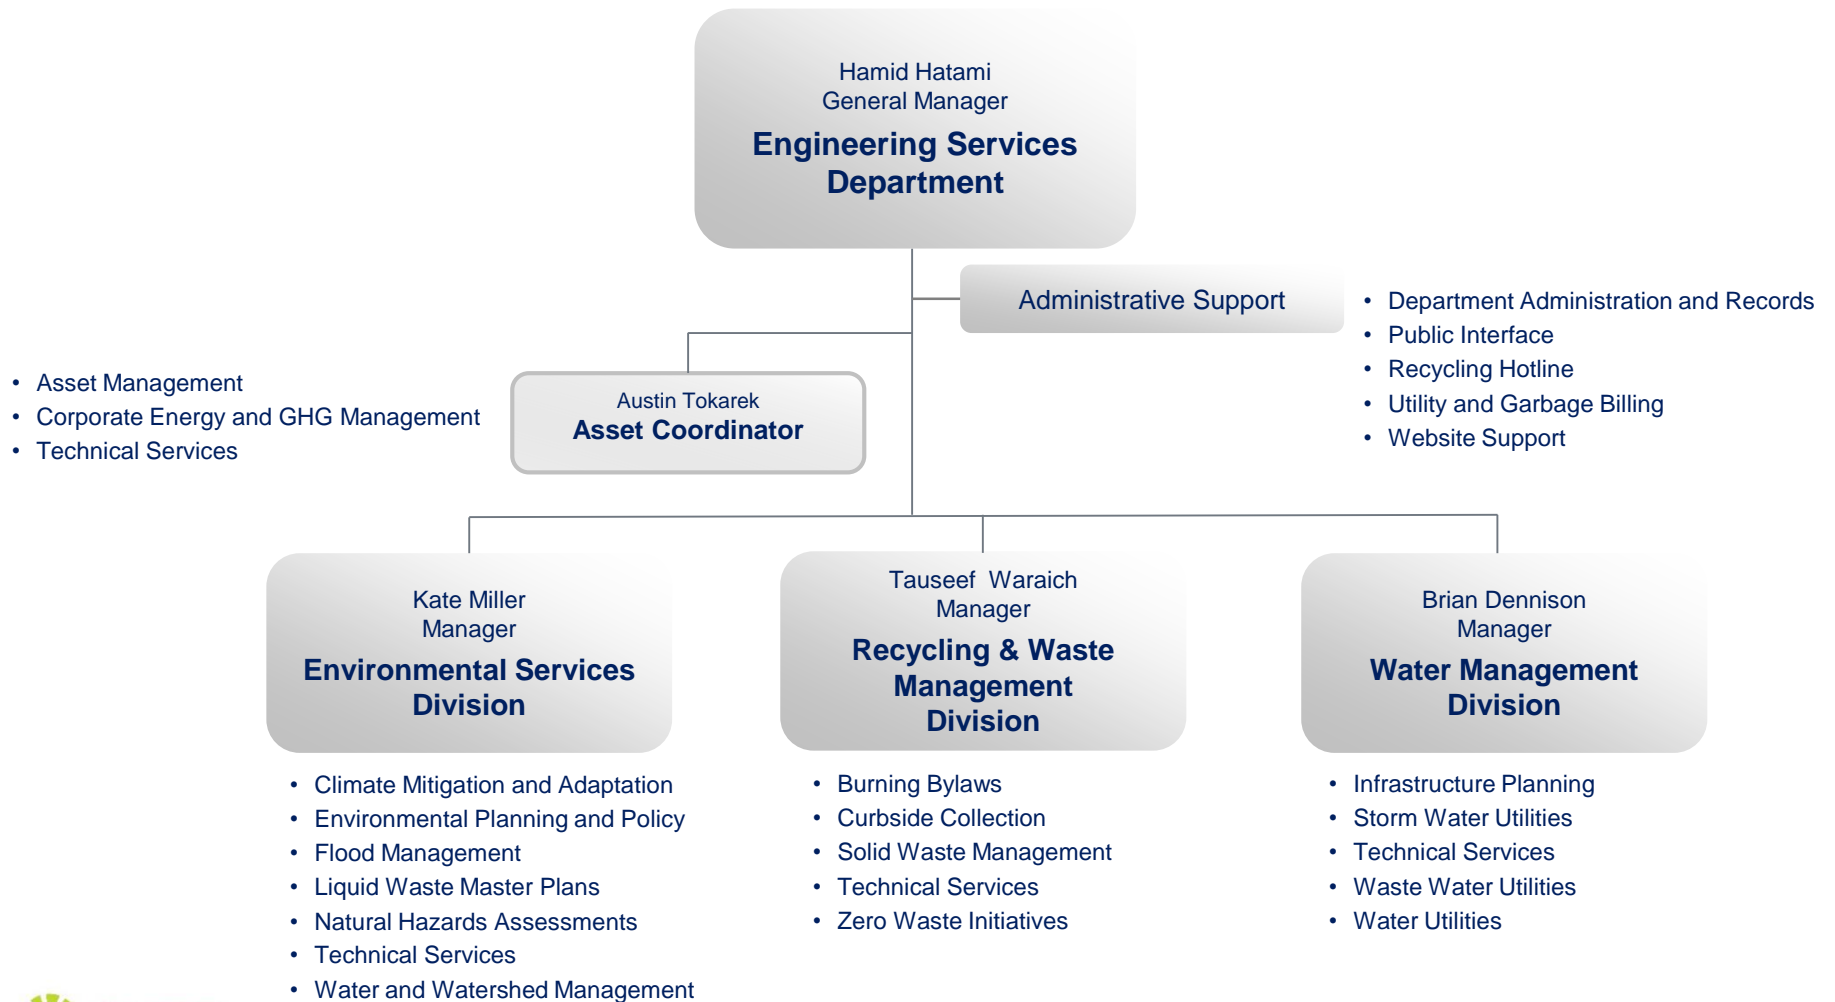 Hamid Hatami
General Manager
Engineering Services
Department
Administrative Support
• Department Administration and Records
• Public Interface
• Recycling Hotline
• Utility and Garbage Billing
• Website Support
• Asset Management
• Corporate Energy and GHG Management
• Technical Services
Austin Tokarek
Asset Coordinator
Kate Miller
Manager
Environmental Services
Division
• Climate Mitigation and Adaptation
• Environmental Planning and Policy
• Flood Management
• Liquid Waste Master Plans
• Natural Hazards Assessments
• Technical Services
• Water and Watershed Management
Tauseef  Waraich
Manager
Recycling & Waste
Management
Division
• Burning Bylaws
• Curbside Collection
• Solid Waste Management
• Technical Services
• Zero Waste Initiatives
Brian Dennison
Manager
Water Management
Division
• Infrastructure Planning
• Storm Water Utilities
• Technical Services
• Waste Water Utilities
• Water Utilities